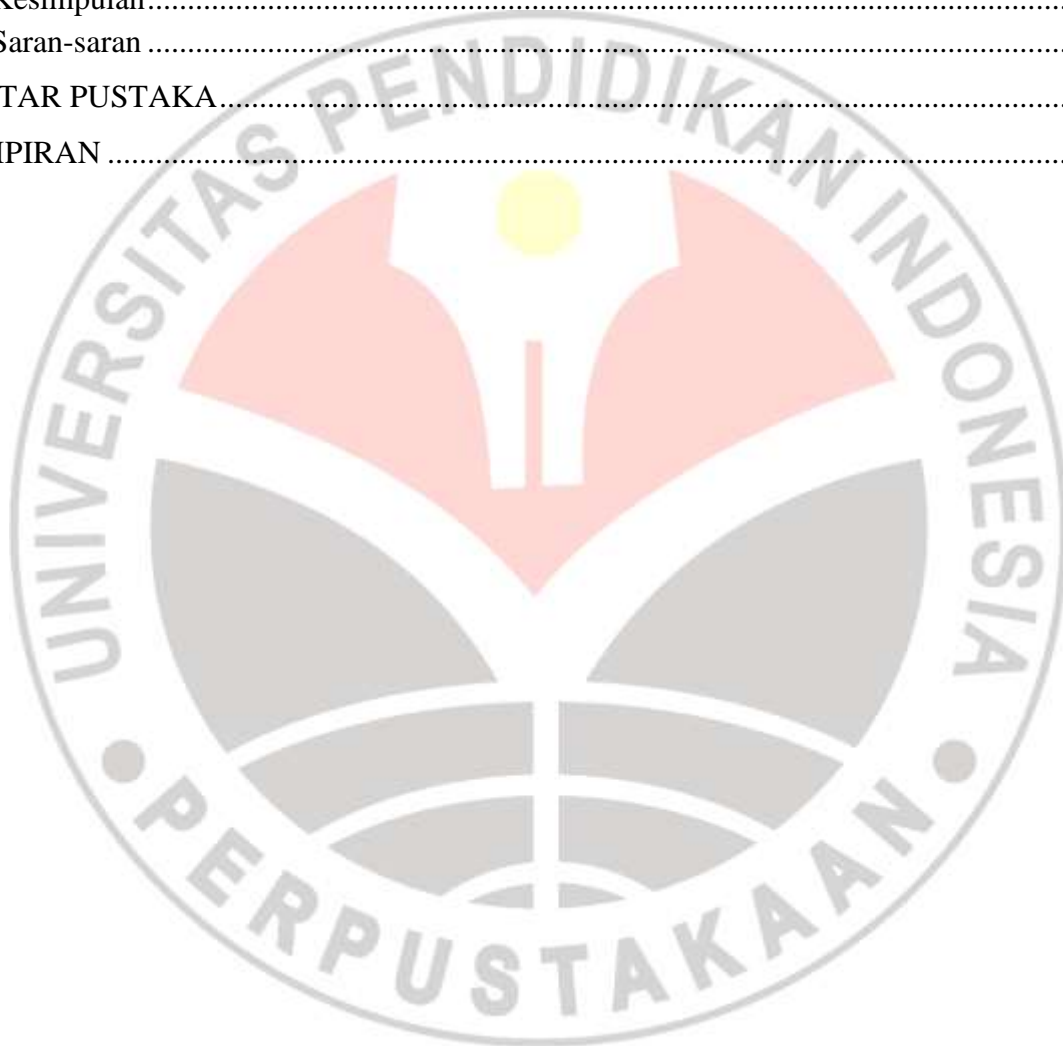 Kesimpulan..........................................................................................................
Saran-saran ..........................................................................................................
TAR PUSTAKA..........................................................................................................
IPIRAN ..........................................................................................................
UNIVERSITAS PENDIDIKAN INDONESIA
PERPUSTAKAAN